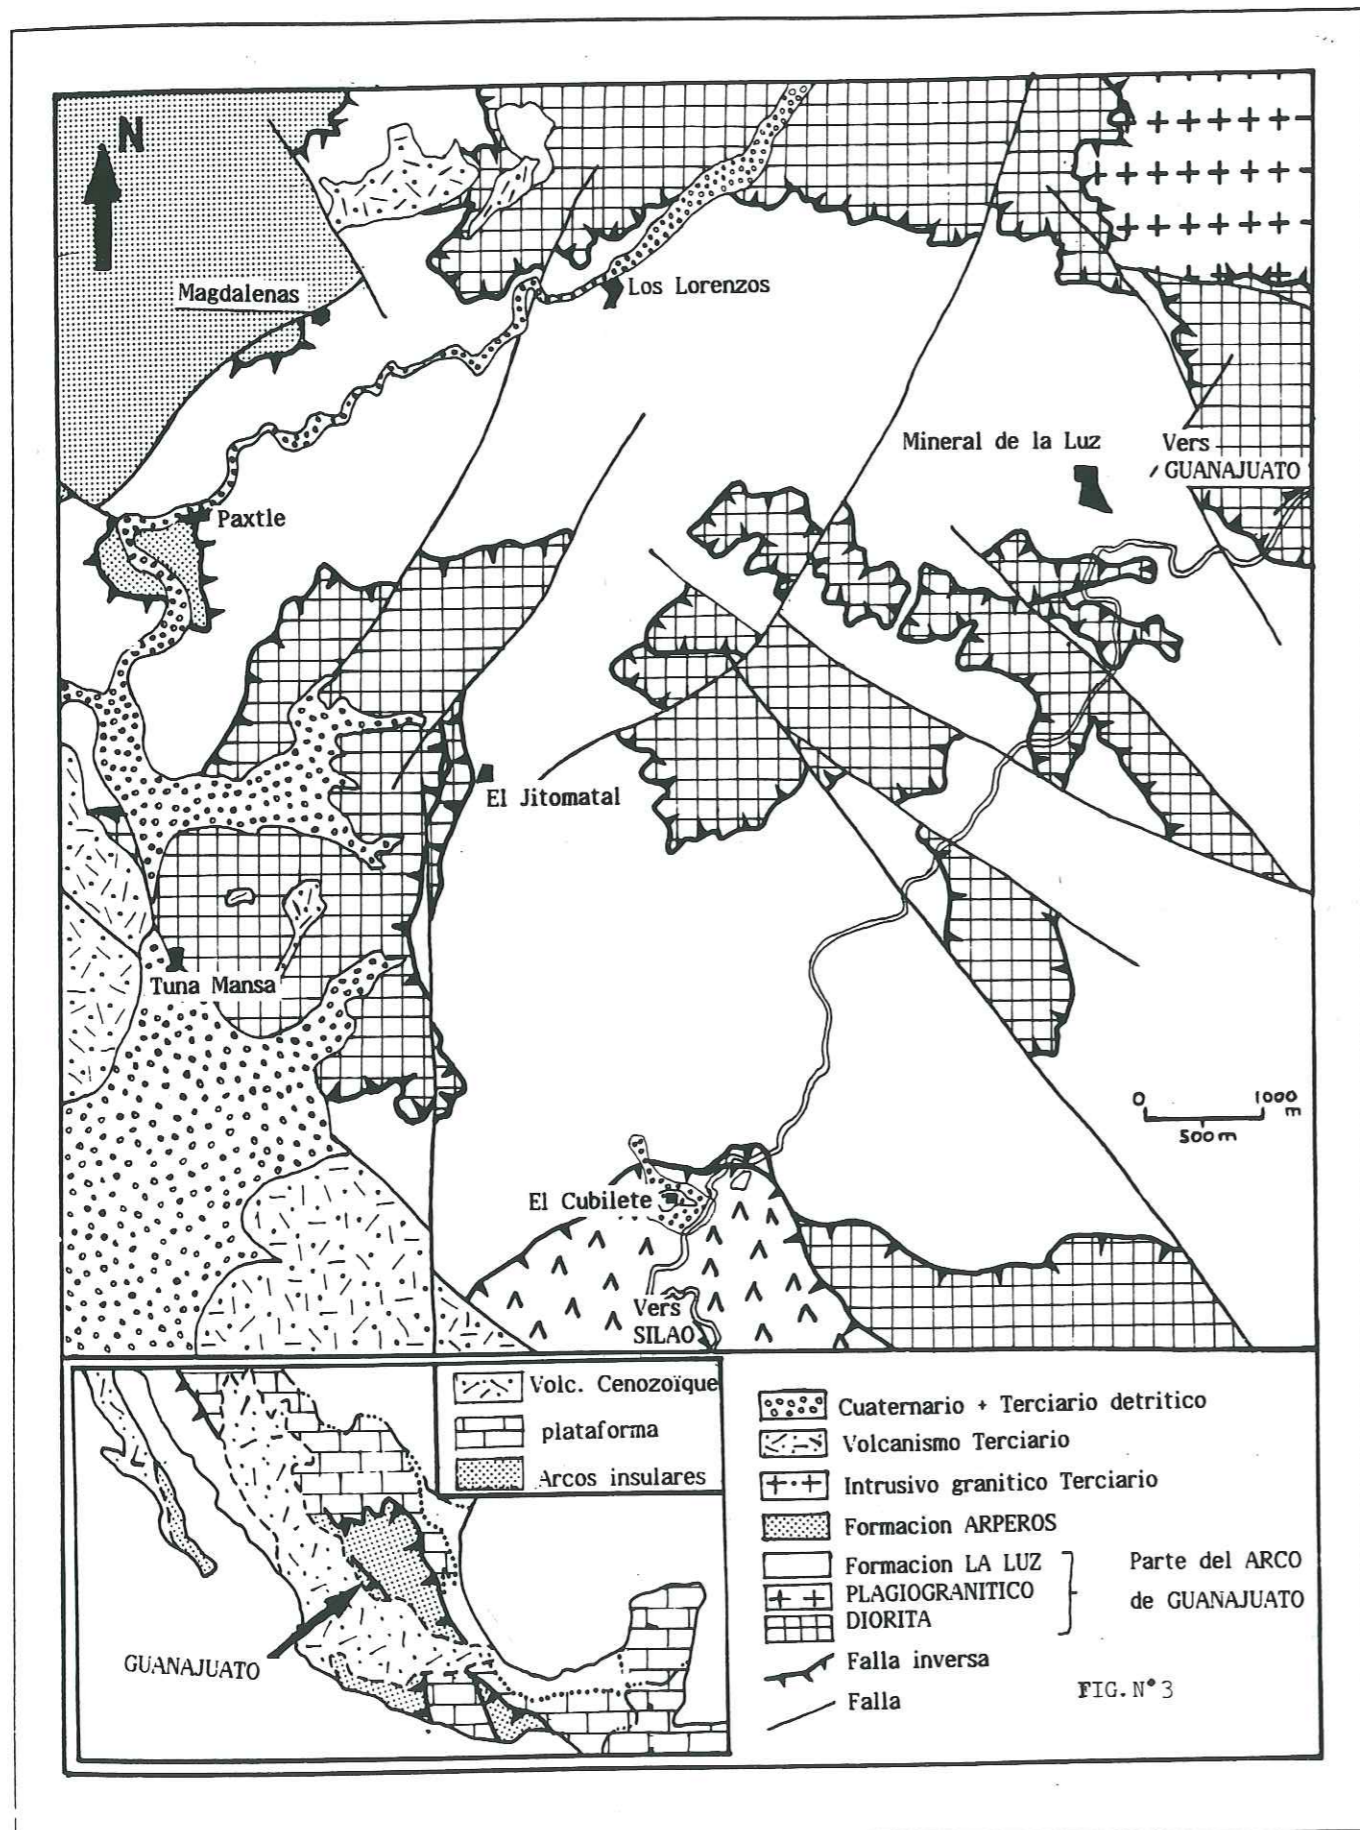 N
Magdalenas
Los Lorenzos
Mineral de la Luz
Vers
GUANAJUATO
Paxtle
El Jitomatal
Tuna Mansa
0 1000 m
500m
El Cubilete
Vers
SILAO
Volc. Cenozoïque
plataforma
Arcos insulares
GUANAJUATO
Cuaternario + Terciario detritico
Volcanismo Terciario
Intrusivo granitico Terciario
Formacion ARPEROS
Formacion LA LUZ
PLAGIOGRANITICO
DIORITA
Parte del ARCO
de GUANAJUATO
Falla inversa
Falla
FIG.N°3